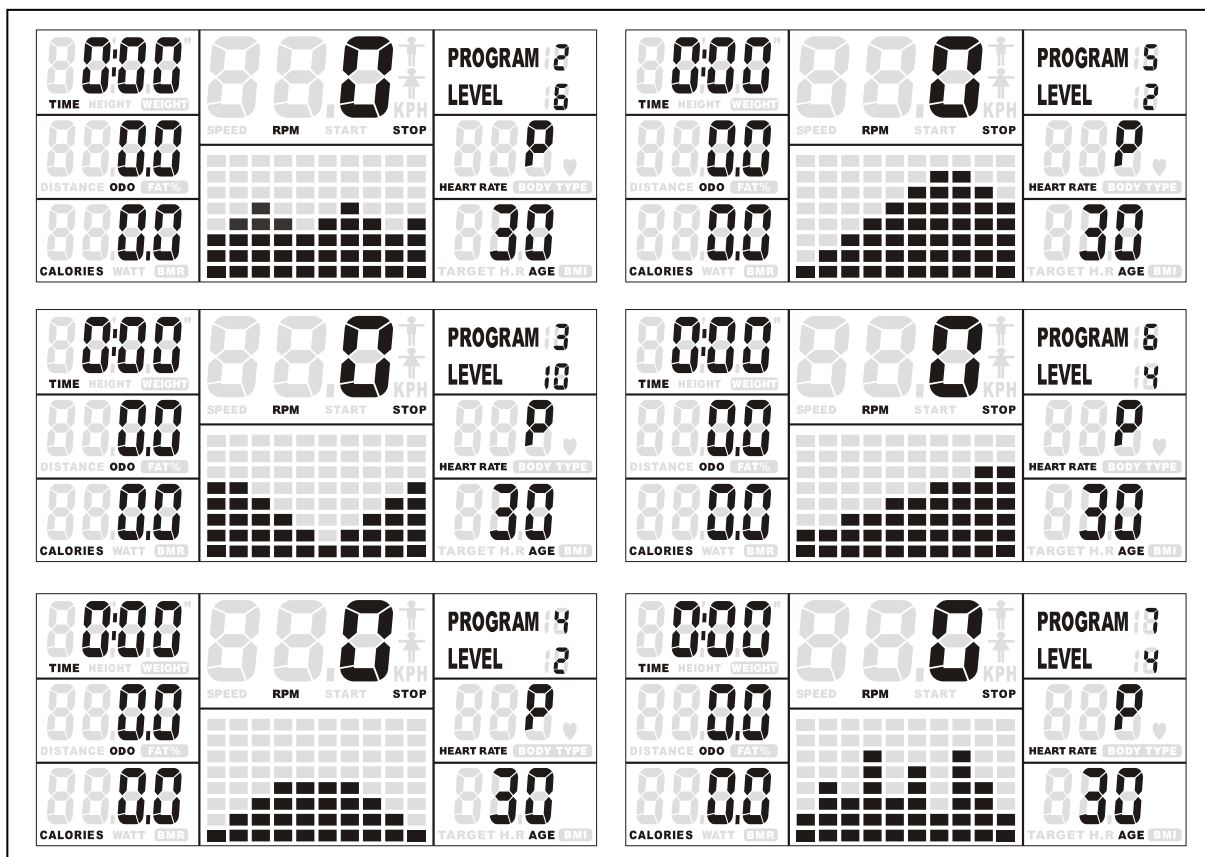 0:00
TIME HEIGHT WEIGHT
0.0
DISTANCE ODO FAT%
0.0
CALORIES WATT BMR
0
KPH
SPEED RPM START STOP
PROGRAM 2
LEVEL 6
P
HEART RATE BODY TYPE
30
TARGET H.R AGE BMI
0:00
TIME HEIGHT WEIGHT
0.0
DISTANCE ODO FAT%
0.0
CALORIES WATT BMR
0
KPH
SPEED RPM START STOP
PROGRAM 3
LEVEL 10
P
HEART RATE BODY TYPE
30
TARGET H.R AGE BMI
0:00
TIME HEIGHT WEIGHT
0.0
DISTANCE ODO FAT%
0.0
CALORIES WATT BMR
0
KPH
SPEED RPM START STOP
PROGRAM 4
LEVEL 2
P
HEART RATE BODY TYPE
30
TARGET H.R AGE BMI
0:00
TIME HEIGHT WEIGHT
0.0
DISTANCE ODO FAT%
0.0
CALORIES WATT BMR
0
KPH
SPEED RPM START STOP
PROGRAM 5
LEVEL 2
P
HEART RATE BODY TYPE
30
TARGET H.R AGE BMI
0:00
TIME HEIGHT WEIGHT
0.0
DISTANCE ODO FAT%
0.0
CALORIES WATT BMR
0
KPH
SPEED RPM START STOP
PROGRAM 6
LEVEL 4
P
HEART RATE BODY TYPE
30
TARGET H.R AGE BMI
0:00
TIME HEIGHT WEIGHT
0.0
DISTANCE ODO FAT%
0.0
CALORIES WATT BMR
0
KPH
SPEED RPM START STOP
PROGRAM 7
LEVEL 4
P
HEART RATE BODY TYPE
30
TARGET H.R AGE BMI